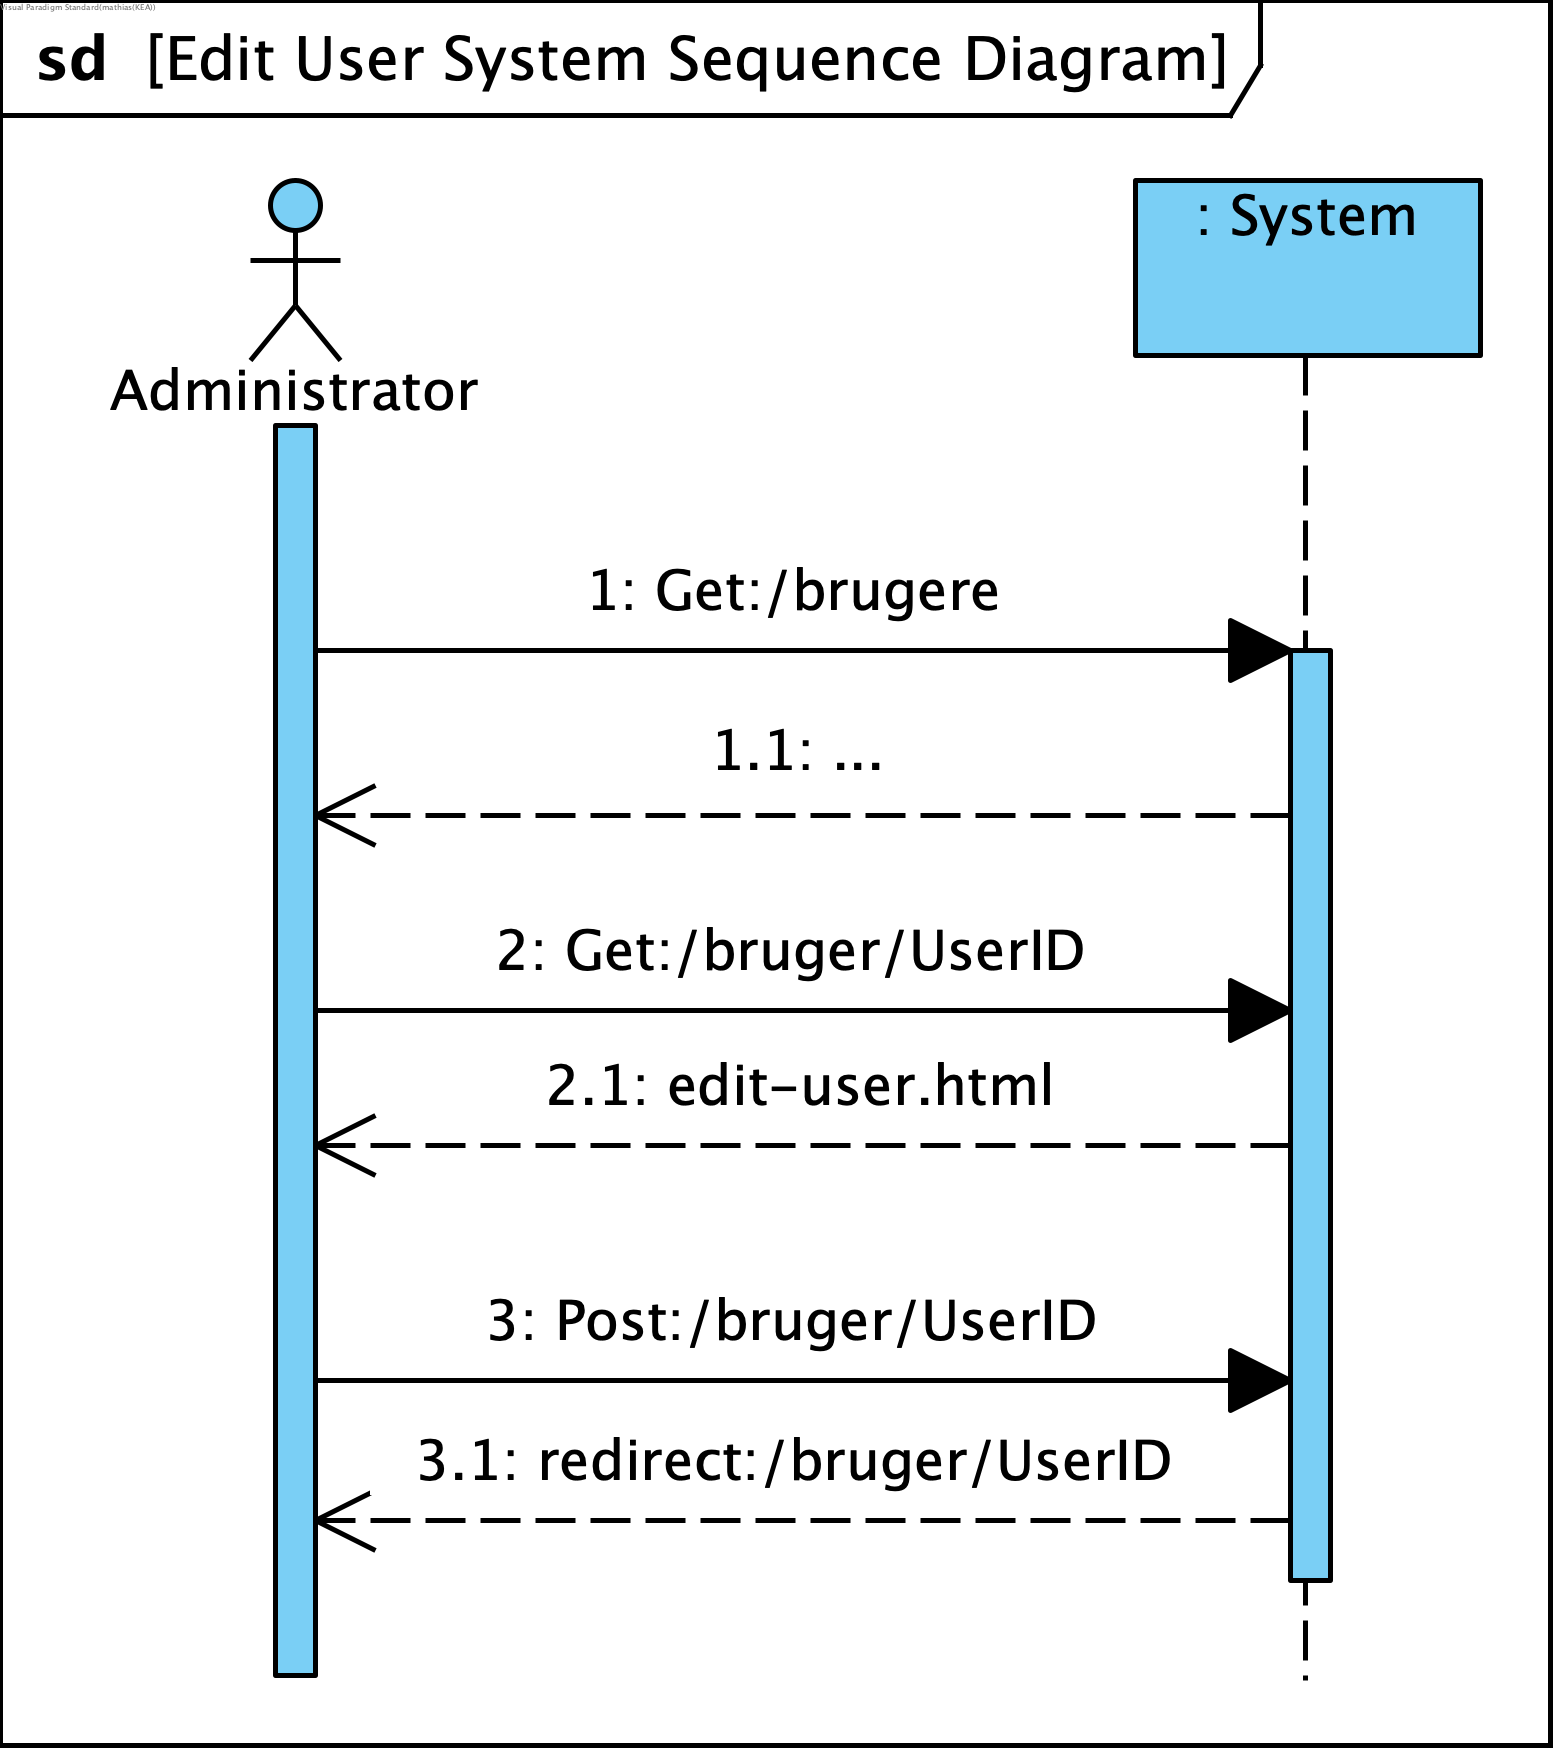 Visual Paradigm Standard(mathias(KEA))
sd [Edit User System Sequence Diagram]
: System
Administrator
1: Get:/brugere
1.1: ...
2: Get:/bruger/UserID
2.1: edit-user.html
3: Post:/bruger/UserID
3.1: redirect:/bruger/UserID